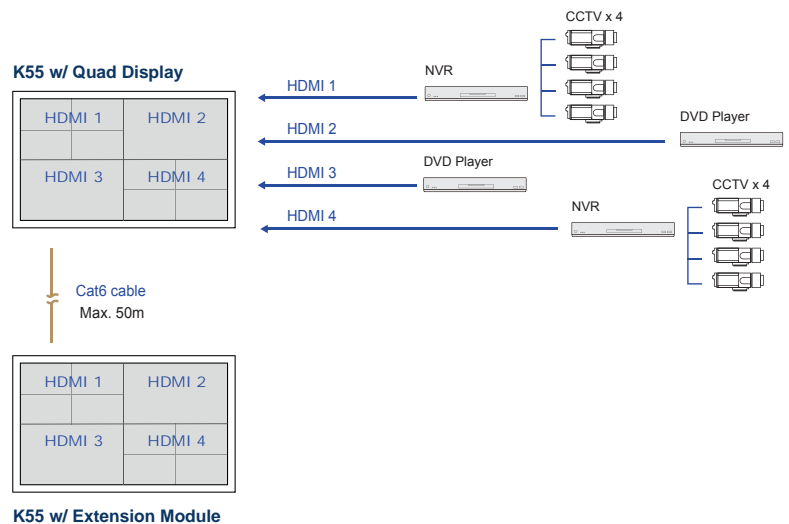 CCTV x 4
K55 w/ Quad Display
NVR
HDMI 1
HDMI 1
HDMI 2
HDMI 2
DVD Player
HDMI 3
HDMI 4
HDMI 3
DVD Player
CCTV x 4
HDMI 4
NVR
Cat6 cable
Max. 50m
HDMI 1
HDMI 2
HDMI 3
HDMI 4
K55 w/ Extension Module